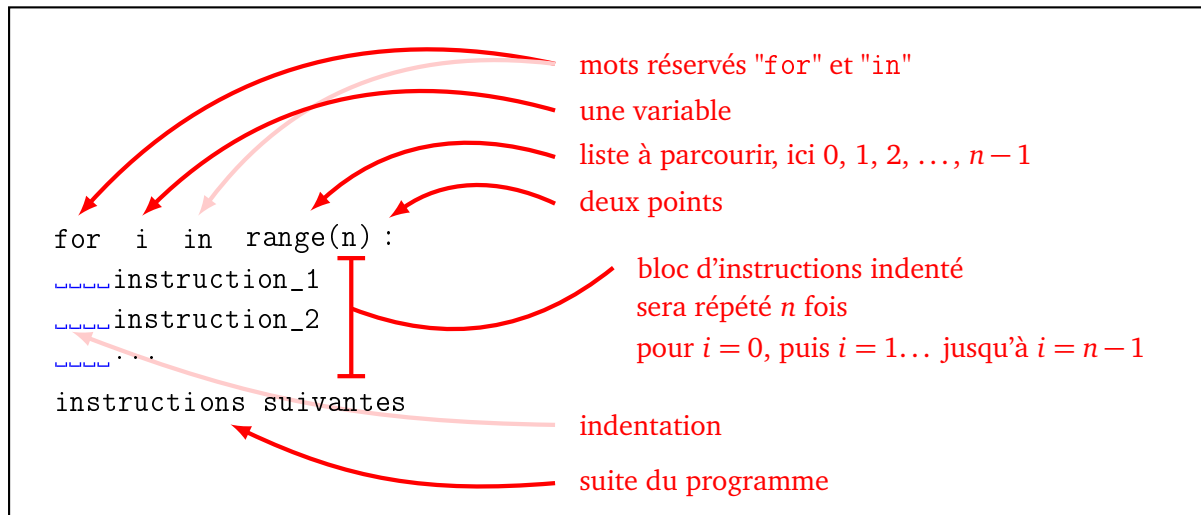 mots réservés "for" et "in"
une variable
liste à parcourir, ici 0, 1, 2, ..., n − 1
deux points
for i in range(n) :
␣␣␣␣instruction_1
␣␣␣␣instruction_2
␣␣␣␣...
instructions suivantes
bloc d'instructions indenté
sera répété n fois
pour i = 0, puis i = 1... jusqu'à i = n − 1
indentation
suite du programme